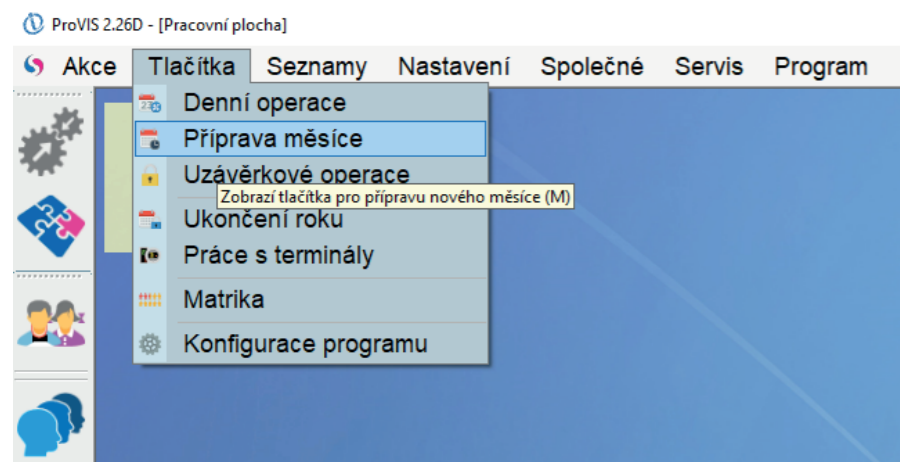 ProVIS 2.26D - [Pracovní plocha]
Akce Tlačítka Seznamy Nastavení Společné Servis Program
Denní operace
Příprava měsíce
Uzávěrkové operace
Zobrazí tlačítka pro přípravu nového měsíce (M)
Ukončení roku
Práce s terminály
Matrika
Konfigurace programu